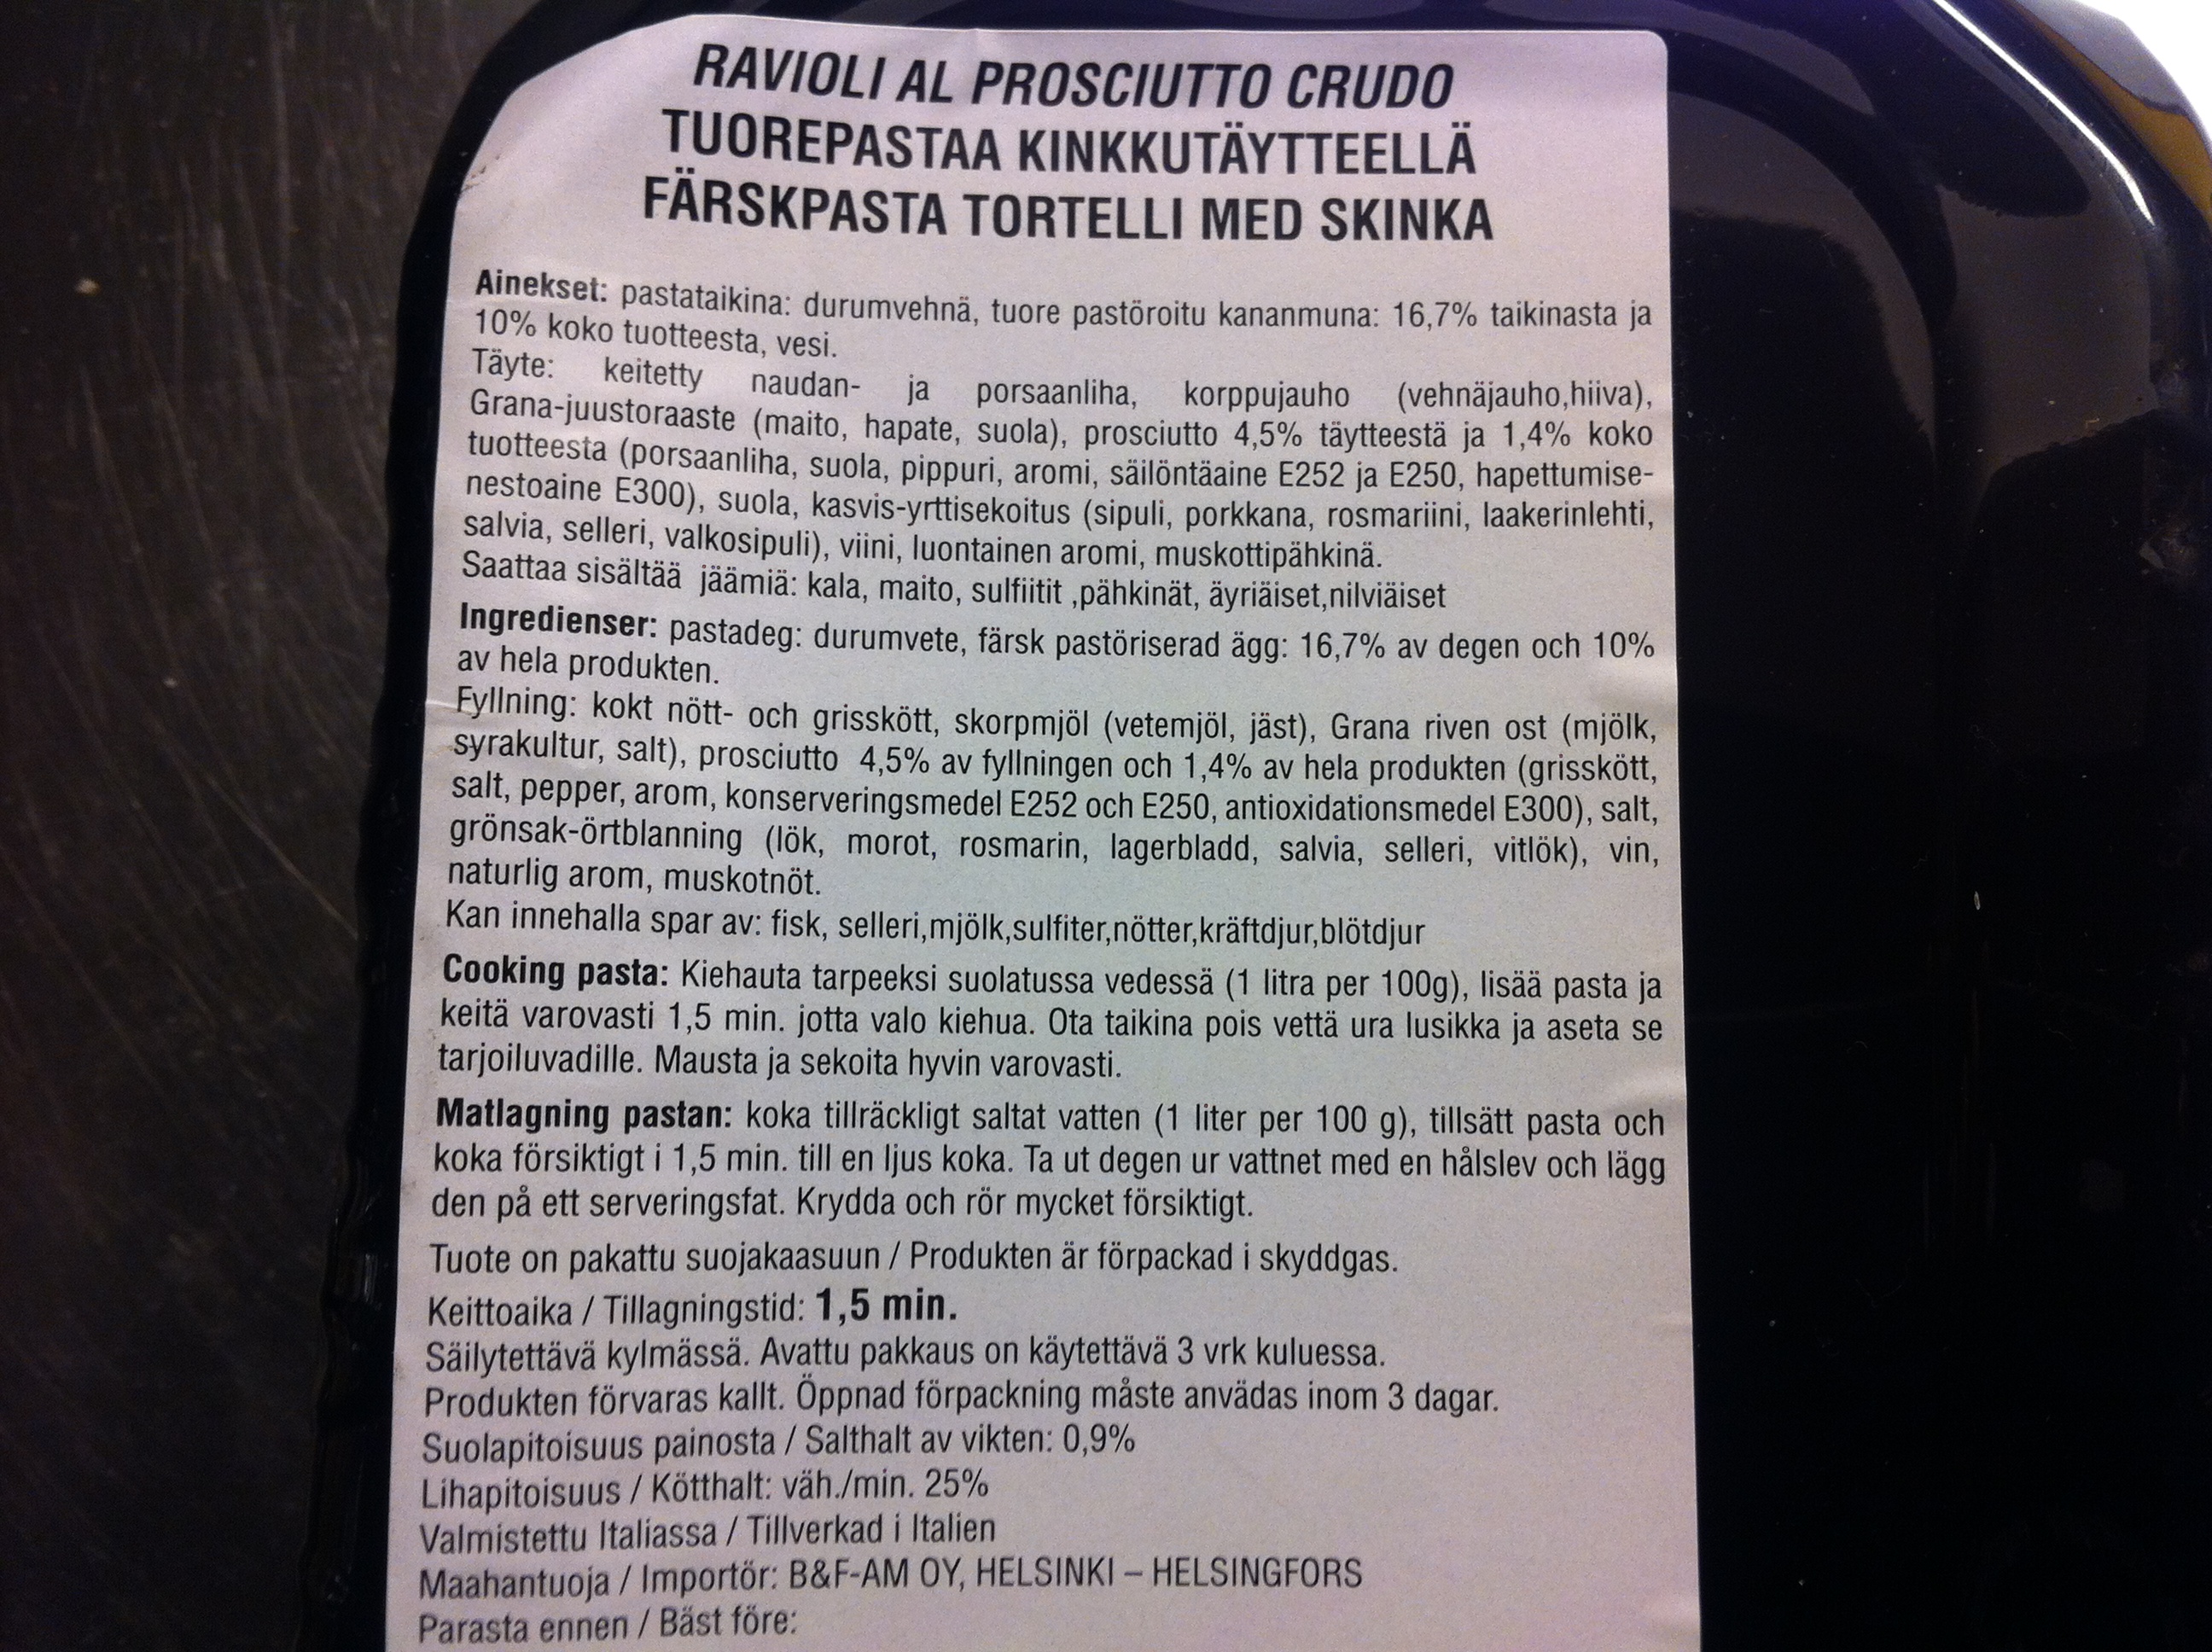 RAVIOLI AL PROSCIUTTO CRUDO
TUOREPASTAA KINKKUTÄYTTEELLÄ
FÄRSKPASTA TORTELLI MED SKINKA
Ainekset: pastataikina: durumvehnä, tuore pastöroitu kananmuna: 16,7% taikinasta ja
10% koko tuotteesta, vesi.
Täyte: keitetty naudan- ja porsaanliha, korppujauho (vehnäjauho,hiiva),
Grana-juustoraaste (maito, hapate, suola), prosciutto 4,5% täytteestä ja 1,4% koko
tuotteesta (porsaanliha, suola, pippuri, aromi, säilöntäaine E252 ja E250, hapettumise-
nestoaine E300), suola, kasvis-yrttisekoitus (sipuli, porkkana, rosmariini, laakerinlehti,
salvia, selleri, valkosipuli), viini, luontainen aromi, muskottipähkinä.
Saattaa sisältää jäämiä: kala, maito, sulfiitit ,pähkinät, äyriäiset,nilviäiset
Ingredienser: pastadeg: durumvete, färsk pastöriserad ägg: 16,7% av degen och 10%
av hela produkten.
Fyllning: kokt nött- och grisskött, skorpmjöl (vetemjöl, jäst), Grana riven ost (mjölk,
syrakultur, salt), prosciutto 4,5% av fyllningen och 1,4% av hela produkten (grisskött,
salt, pepper, arom, konserveringsmedel E252 och E250, antioxidationsmedel E300), salt,
grönsak-örtblanning (lök, morot, rosmarin, lagerbladd, salvia, selleri, vitlök), vin,
naturlig arom, muskotnöt.
Kan innehalla spar av: fisk, selleri,mjölk,sulfiter,nötter,kräftdjur,blötdjur
Cooking pasta: Kiehauta tarpeeksi suolatussa vedessä (1 litra per 100g), lisää pasta ja
keitä varovasti 1,5 min. jotta valo kiehua. Ota taikina pois vettä ura lusikka ja aseta se
tarjoiluvadille. Mausta ja sekoita hyvin varovasti.
Matlagning pastan: koka tillräckligt saltat vatten (1 liter per 100 g), tillsätt pasta och
koka försiktigt i 1,5 min. till en ljus koka. Ta ut degen ur vattnet med en hålslev och lägg
den på ett serveringsfat. Krydda och rör mycket försiktigt.
Tuote on pakattu suojakaasuun / Produkten är förpackad i skyddgas.
Keittoaika / Tillagningstid: 1,5 min.
Säilytettävä kylmässä. Avattu pakkaus on käytettävä 3 vrk kuluessa.
Produkten förvaras kallt. Öppnad förpackning måste anvädas inom 3 dagar.
Suolapitoisuus painosta / Salthalt av vikten: 0,9%
Lihapitoisuus / Kötthalt: väh./min. 25%
Valmistettu Italiassa / Tillverkad i Italien
Maahantuoja / Importör: B&F-AM OY, HELSINKI – HELSINGFORS
Parasta ennen / Bäst före: